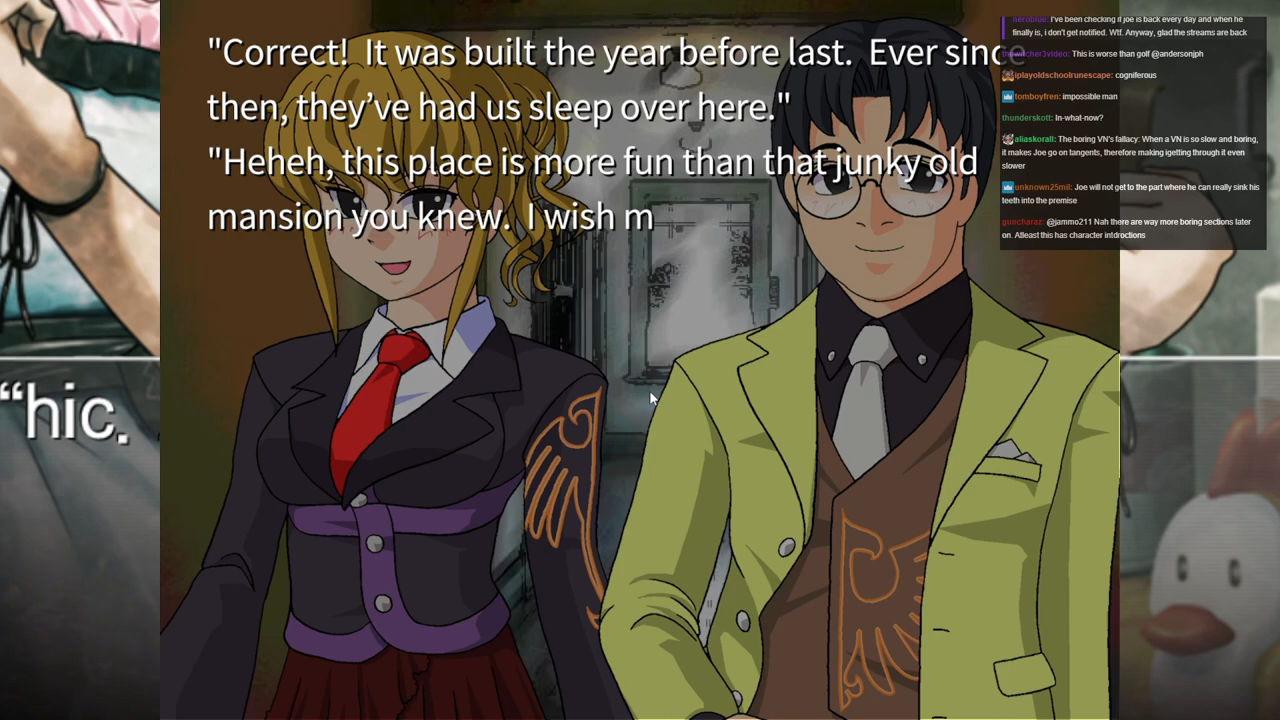 "Correct!  It was built the year before last.  Ever since
then, they’ve had us sleep over here."
"Heheh, this place is more fun than that junky old
mansion you knew.  I wish m
“hic.
neroblue: I've been checking if joe is back every day and when he
finally is, i don't get notified. Wtf. Anyway, glad the streams are back
This is worse than golf @andersonjph
iplayoldschoolrunescape: cogniferous
tomboyfren: impossible man
thunderskott: In-what-now?
aliaskorall: The boring VN's fallacy: When a VN is so slow and boring,
it makes Joe go on tangents, therefore making igetting through it even
slower
unknown25mil: Joe will not get to the part where he can really sink his
teeth into the premise
guncharaz: @jammo211 Nah there are way more boring sections later
on. Atleast this has character intdroctions